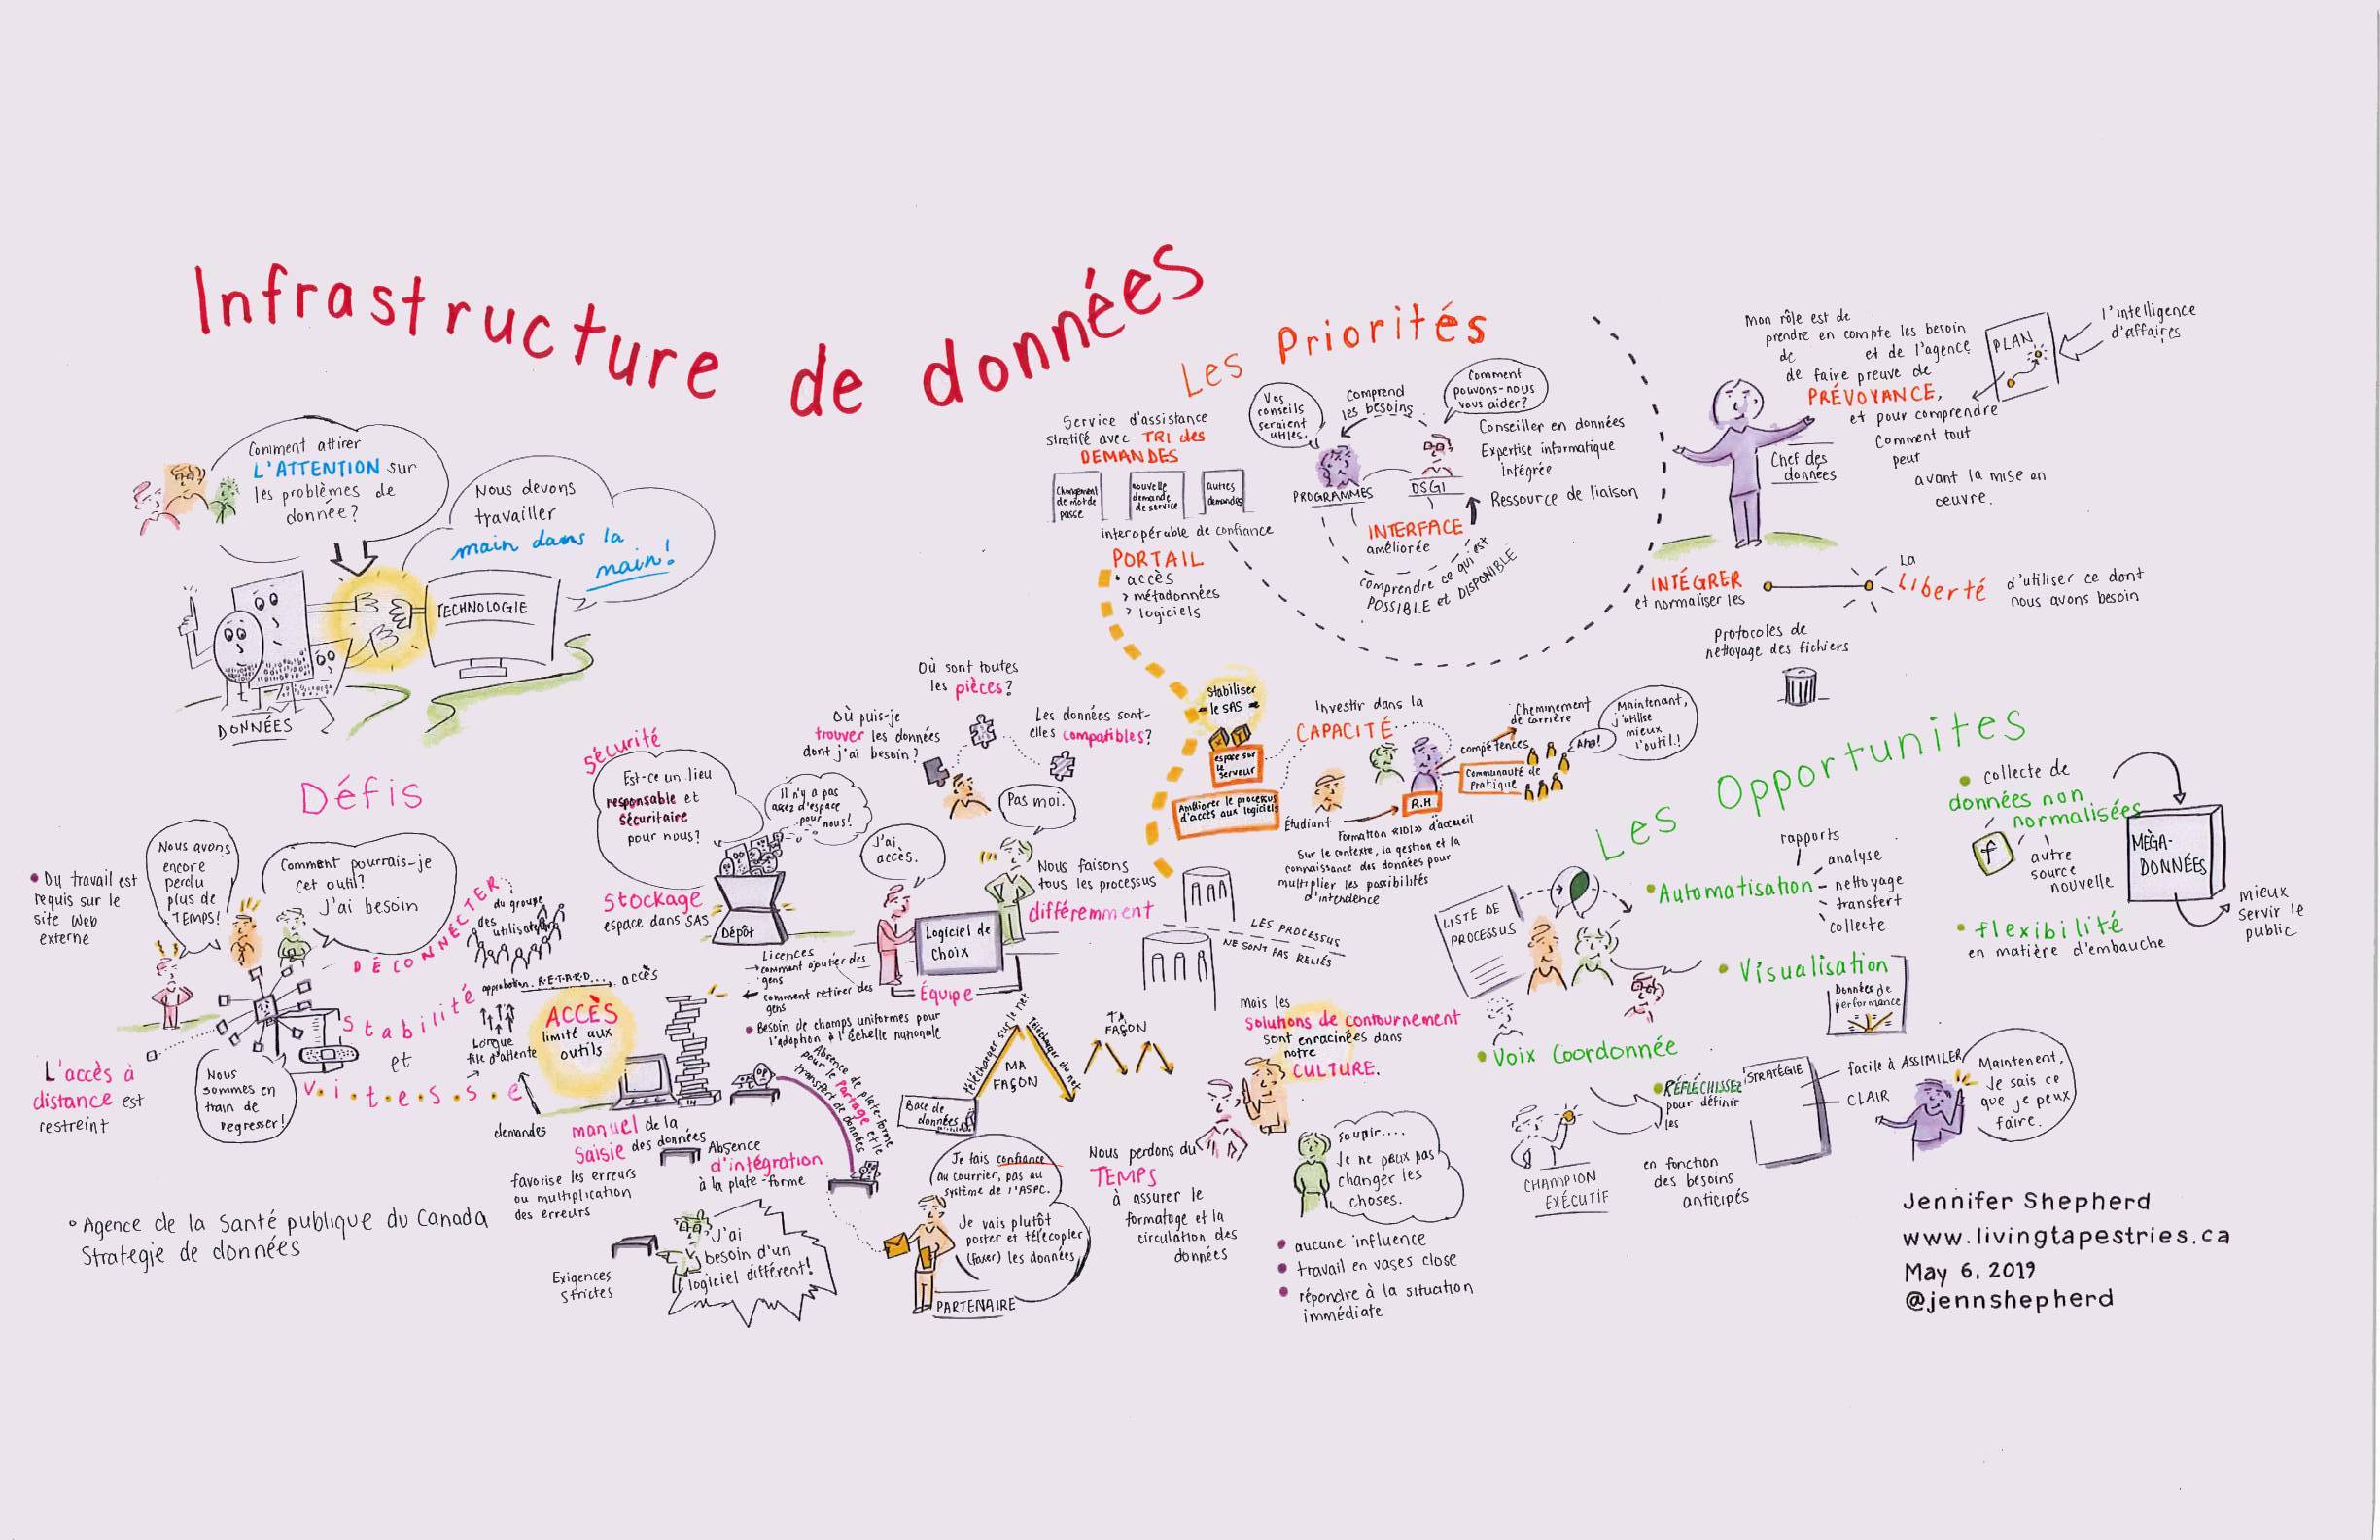 Infrastructure de données
Comment attirer
L'ATTENTION sur
les problèmes de
donnée?
Nous devons
travailler
main dans la
main!
TECHNOLOGIE
DONNÉES
Défis
Nous avons
encore
perdu
plus de
TEMPS!
Comment pourrais-je
cet outil?
J'ai besoin
• Du travail est
requis sur le
site Web
externe
L'accès à
distance est
restreint
Nous
sommes en
train de
regresser!
DÉCONNECTER
du groupe
des
utilisateurs
Stabilité
et
Vitesse
approbation. R.E.T.A.R.D.... accès
Longue
file d'attente
ACCÈS
limité aux
outils
demandes
manuel de la
Saisie des données
favorise les erreurs
ou multiplication
des erreurs
Absence
d'intégration
à la plate-forme
Exigences
strictes
J'ai
besoin d'un
logiciel différent!
° Agence de la Santé publique du Canada
Strategie de données
Sécurité
Est-ce un lieu
responsable et
sécuritaire
pour nous?
Il n'y a pas
assez d'espace
pour
nous!
Stockage
espace dans SAS
Dépôt
Où puis-je
trouver les données
dont j'ai besoin?
Où sont toutes
les pièces?
Les données sont-
elles compatibles?
Pas moi.
J'ai
accès.
Nous faisons
tous les processus
différemment
Logiciel de
choix
Équipe
Licences
→ comment ajouter des
gens
← comment retirer des
gens
• Besoin de champs uniformes pour
l'adoption à l'échelle nationale
Absence de plate-forme
pour le partage et le
transport de données
Base de
données
Télécharger sur le net
Télécharger du net
MA
FAÇON
TA
FAÇON
Je fais confiance
au courrier, pas au
système de l'ASPC.
Je vais plutôt
poster et télécopier
(faxer) les données
PARTENAIRE
LES PROCESSUS
NE SONT PAS RELIÉS
mais les
Solutions de contournement
sont enracinées dans
notre
CULTURE.
Nous perdons du
TEMPS
à assurer le
formatage et la
circulation des
données
Soupir....
Je ne peux pas
changer les
choses.
• aucune influence
• travail en vases close
• répondre à la situation
immédiate
Les Priorités
Service d'assistance
stratifé avec TRI des
DEMANDES
Changement
de mot de
passe
nouvelle
demande
de service
autres
demandes
interopérable de confiance
PORTAIL
• accès
> métadonnées
> logiciels
Vos
conseils
seraient
utiles.
Comprend
les besoins
Comment
pouvons-nous
vous aider?
Conseiller en données
Expertise informatique
intégrée
Ressource de liaison
PROGRAMMES
DSGI
INTERFACE
améliorée
comprendre ce qui est
POSSIBLE et DISPONIBLE
Mon rôle est de
prendre en compte les besoin
de et de l'agence
de faire preuve de
PRÉVOYANCE,
et pour comprendre
Comment tout
peut
avant la mise en
œuvre.
PLAN
l'intelligence
d'affaires
Chef des
données
INTÉGRER
et normaliser les
La
Liberté d'utiliser ce dont
nous avons besoin
Protocoles de
nettoyage des fichiers
Stabiliser
le SAS
espace sur
le
serveur
Améliorer le processus
d'accès aux logiciels
Investir dans la
CAPACITÉ
Étudiant
R.H
Cheminement
de carrière
compétences
Communauté de
pratique
Aha!
Maintenant,
j'utilise
mieux
l'outil!
Formation «101» d'accueil
Sur le contexte, la gestion et la
connaissance des données pour
multiplier les possibilités
d'intendence
Les Opportunites
LISTE DE
PROCESSUS
• Automatisation
rapports
analyse
nettoyage
transfert
collecte
• Visualisation
Données de
performance
• Voix Coordonnée
• collecte de
données non
normalisées
f
autre
source
nouvelle
MÉGA-
DONNÉES
mieux
servir le
public
• flexibilité
en matière d'embauche
CHAMPION
EXÉCUTIF
• RÉFLÉCHISSEZ
pour définir
les
STRATÉGIE
en fonction
des besoins
anticipés
facile à ASSIMILER
CLAIR
Maintenent,
Je sais ce
que je peux
faire.
Jennifer Shepherd
www.livingtapestries.ca
May 6, 2019
@jennshepherd